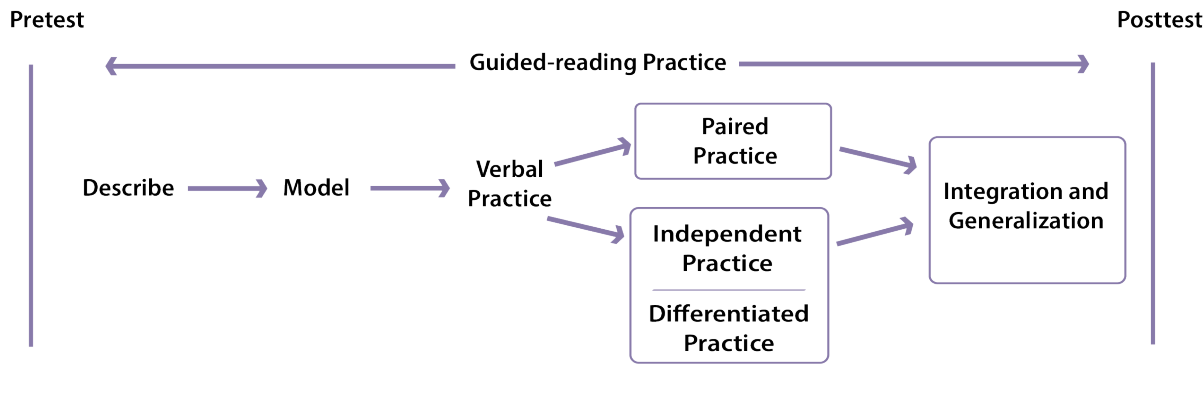 Pretest
Posttest
Guided-reading Practice
Describe
Model
Verbal
Practice
Paired
Practice
Independent
Practice
Differentiated
Practice
Integration and
Generalization